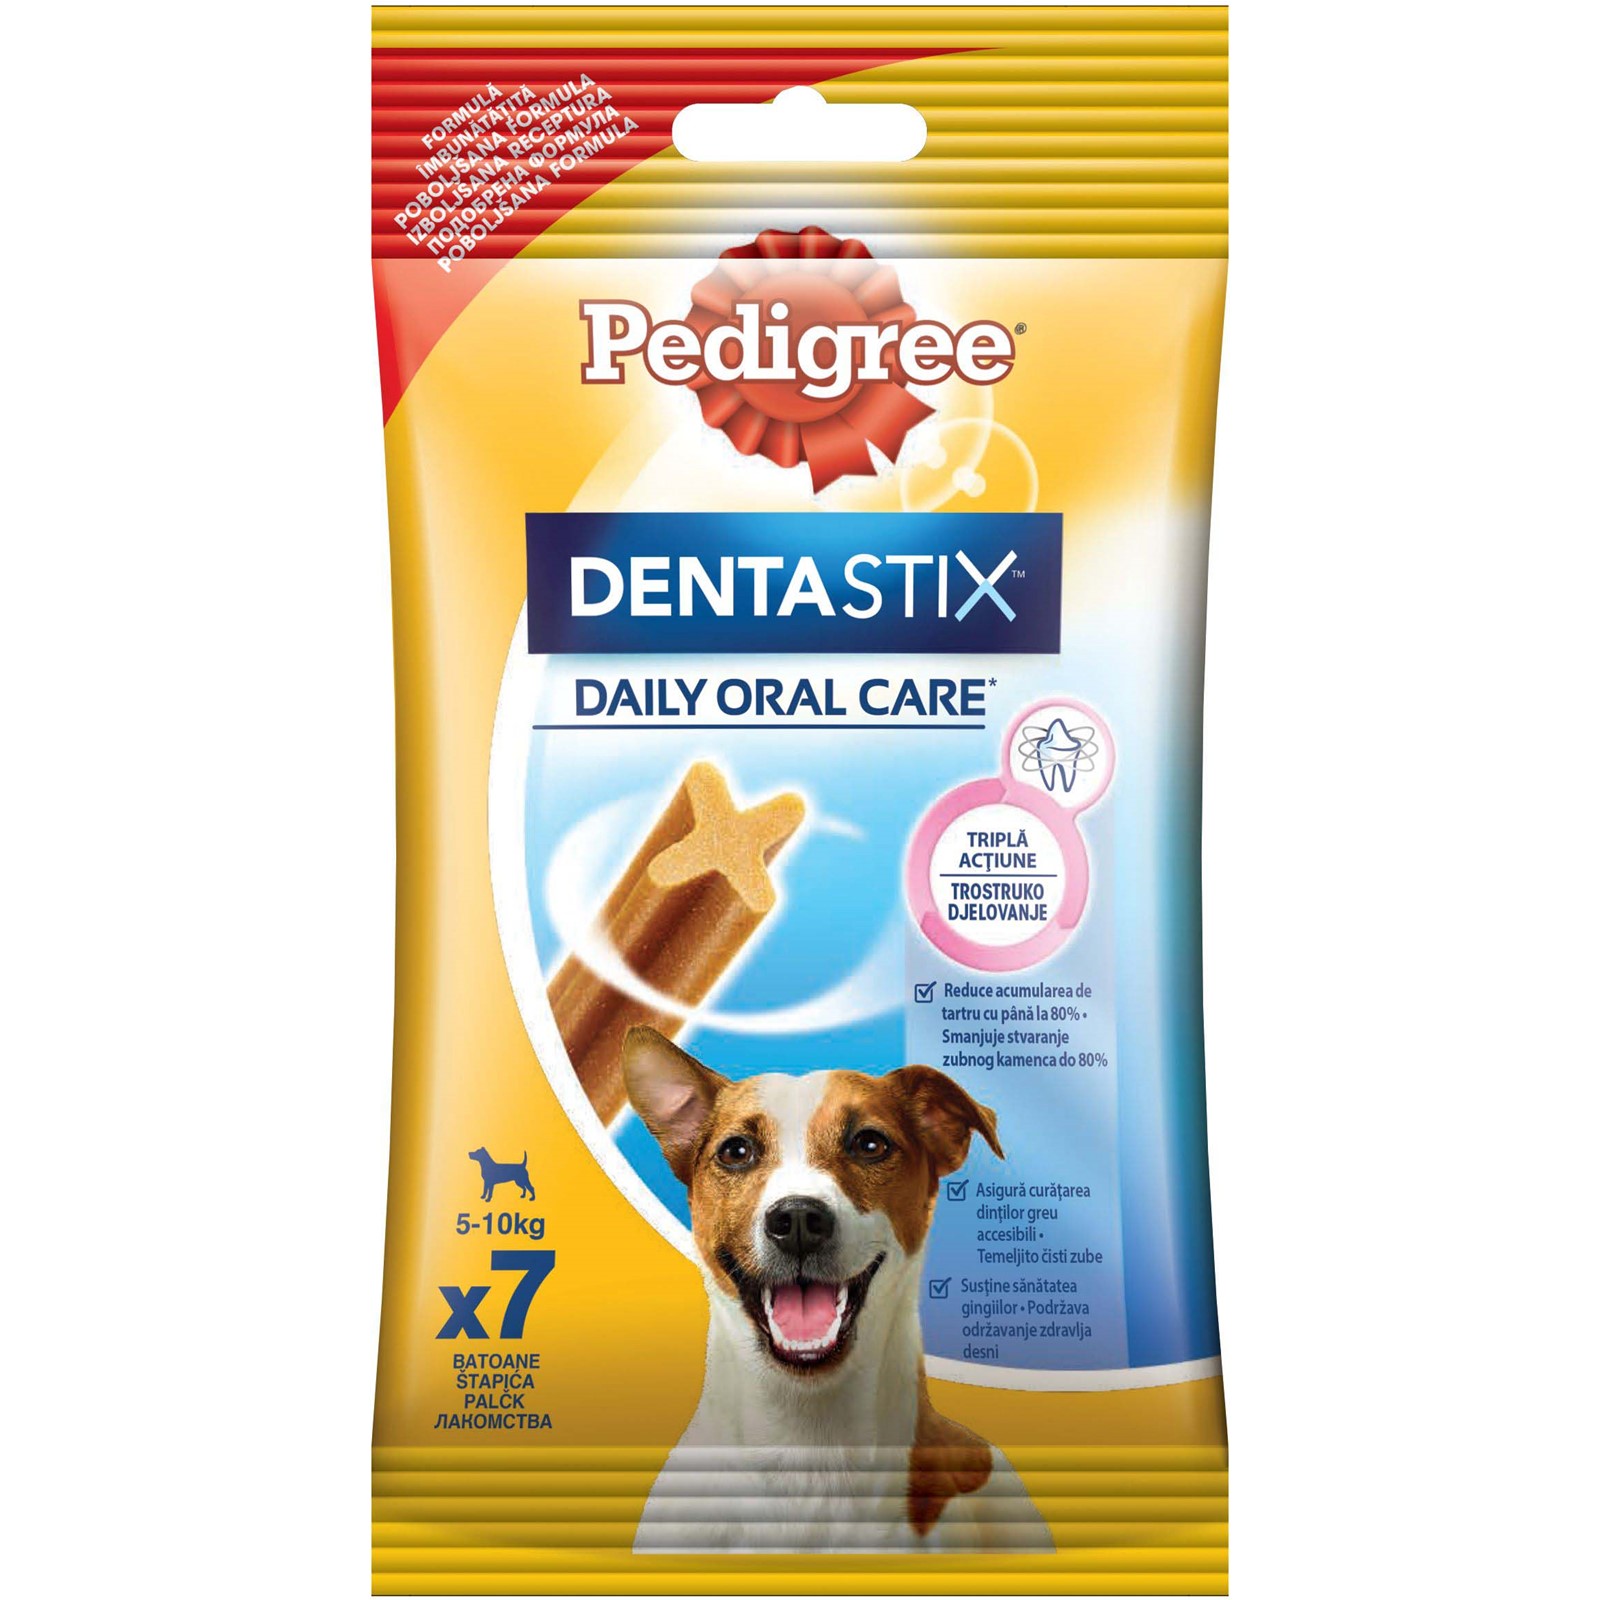 FORMULĂ
ÎMBUNĂTĂȚITĂ
POBOLJŠANA FORMULA
IZBOLJŠANA RECEPTURA
ПОДОБРЕНА ФОРМУЛА
POBOLJŠANA FORMULA
Pedigree®
DENTASTIX™
DAILY ORAL CARE*
TRIPLĂ
ACŢIUNE
TROSTRUKO
DJELOVANJE
Reduce acumularea de
tartru cu până la 80% •
Smanjuje stvaranje
zubnog kamenca do 80%
Asigură curățarea
dinților greu
accesibili •
Temeljito čisti zube
Susține sănătatea
gingiilor • Podržava
održavanje zdravlja
desni
5-10kg
x7
BATOANE
ŠTAPIĆA
PALČK
ЛАКОМСТВА